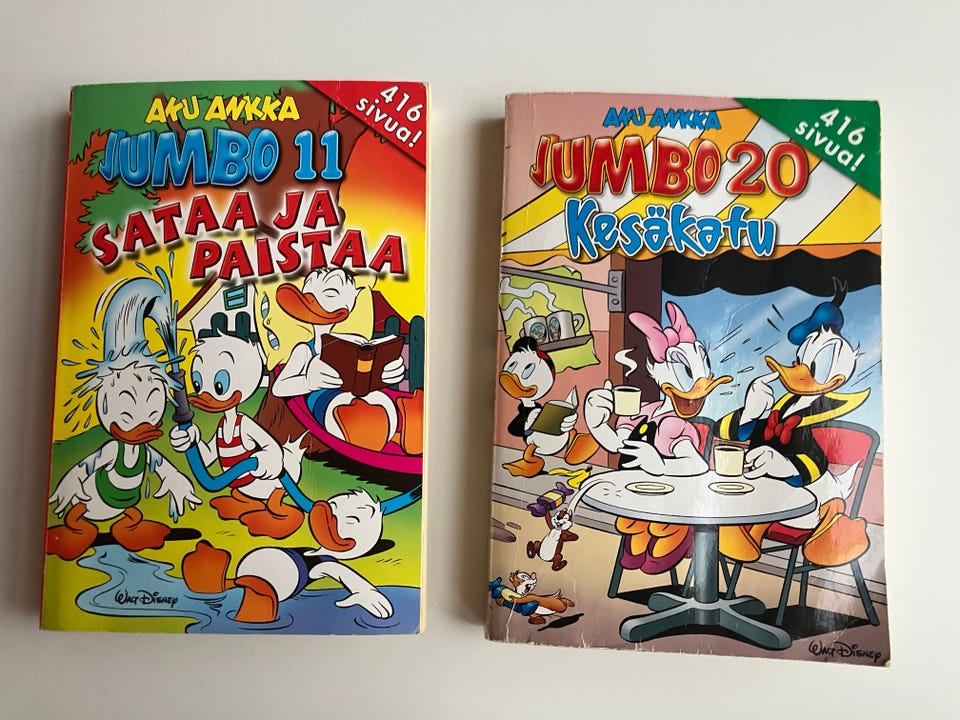 AKU ANKKA
JUMBO 11
SATAA JA
PAISTAA
416
sivua!
Walt Disney
AKU ANKKA
JUMBO 20
Kesäkatu
416
sivua!
Walt Disney